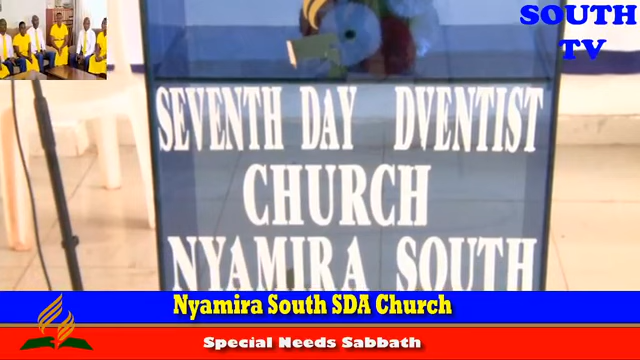 SOUTH
TV
SEVENTH DAY DVENTIST
CHURCH
NYAMIRA SOUTH
Nyamira South SDA Church
Special Needs Sabbath